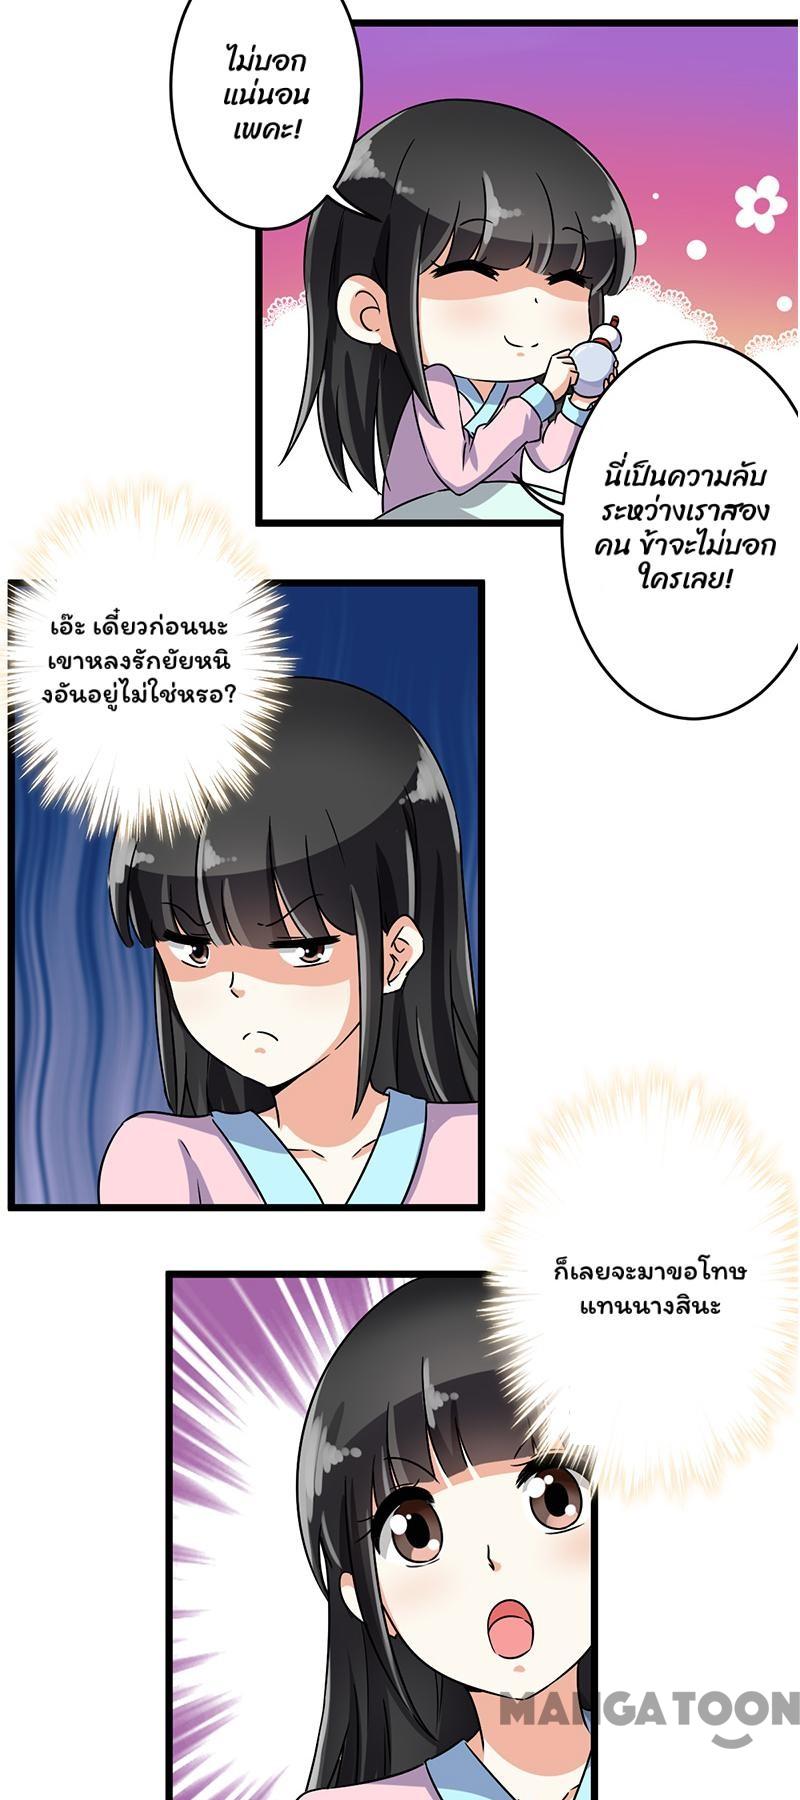 ไม่บอก
แน่นอน
เพคะ!
นี่เป็นความลับ
ระหว่างเราสอง
คน ข้าจะไม่บอก
ใครเลย!
เอ๊ะ เดี๋ยวก่อนนะ
เขาหลงรักยัยหนิ
งอันอยู่ไม่ใช่หรอ?
ก็เลยจะมาขอโทษ
แทนนางสินะ
MANGATOON